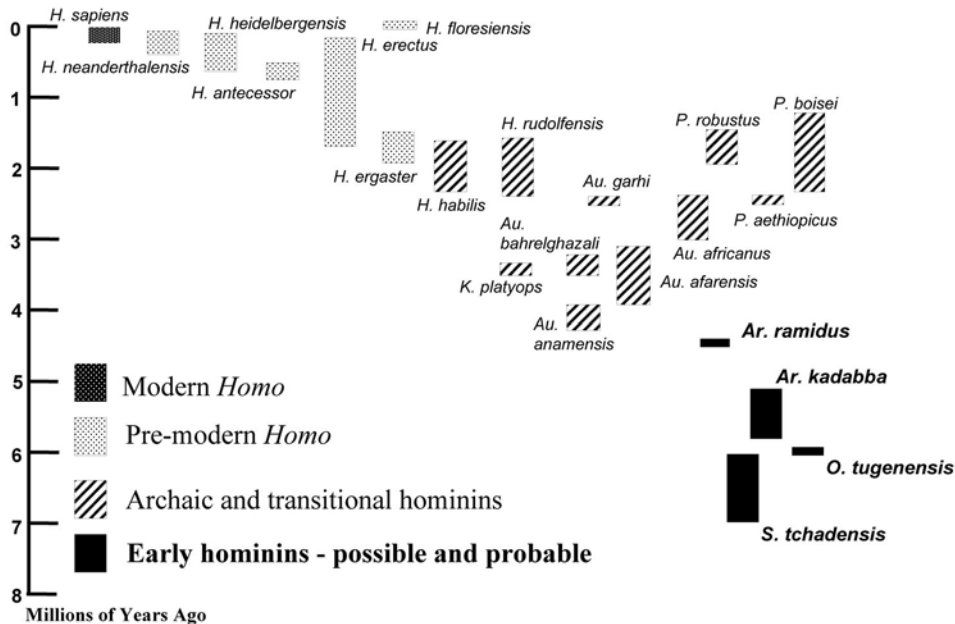 H. sapiens
0
H. heidelbergensis
H. floresiensis
H. erectus
H. neanderthalensis
H. antecessor
1
P. boisei
P. robustus
H. rudolfensis
2
H. ergaster
H. habilis
Au. garhi
P. aethiopicus
Au.
bahrelghazali
3
Au. africanus
K. platyops
Au. afarensis
4
Au.
anamensis
Ar. ramidus
5
Modern Homo
Ar. kadabba
Pre-modern Homo
6
O. tugenensis
Archaic and transitional hominins
7
S. tchadensis
Early hominins - possible and probable
8
Millions of Years Ago